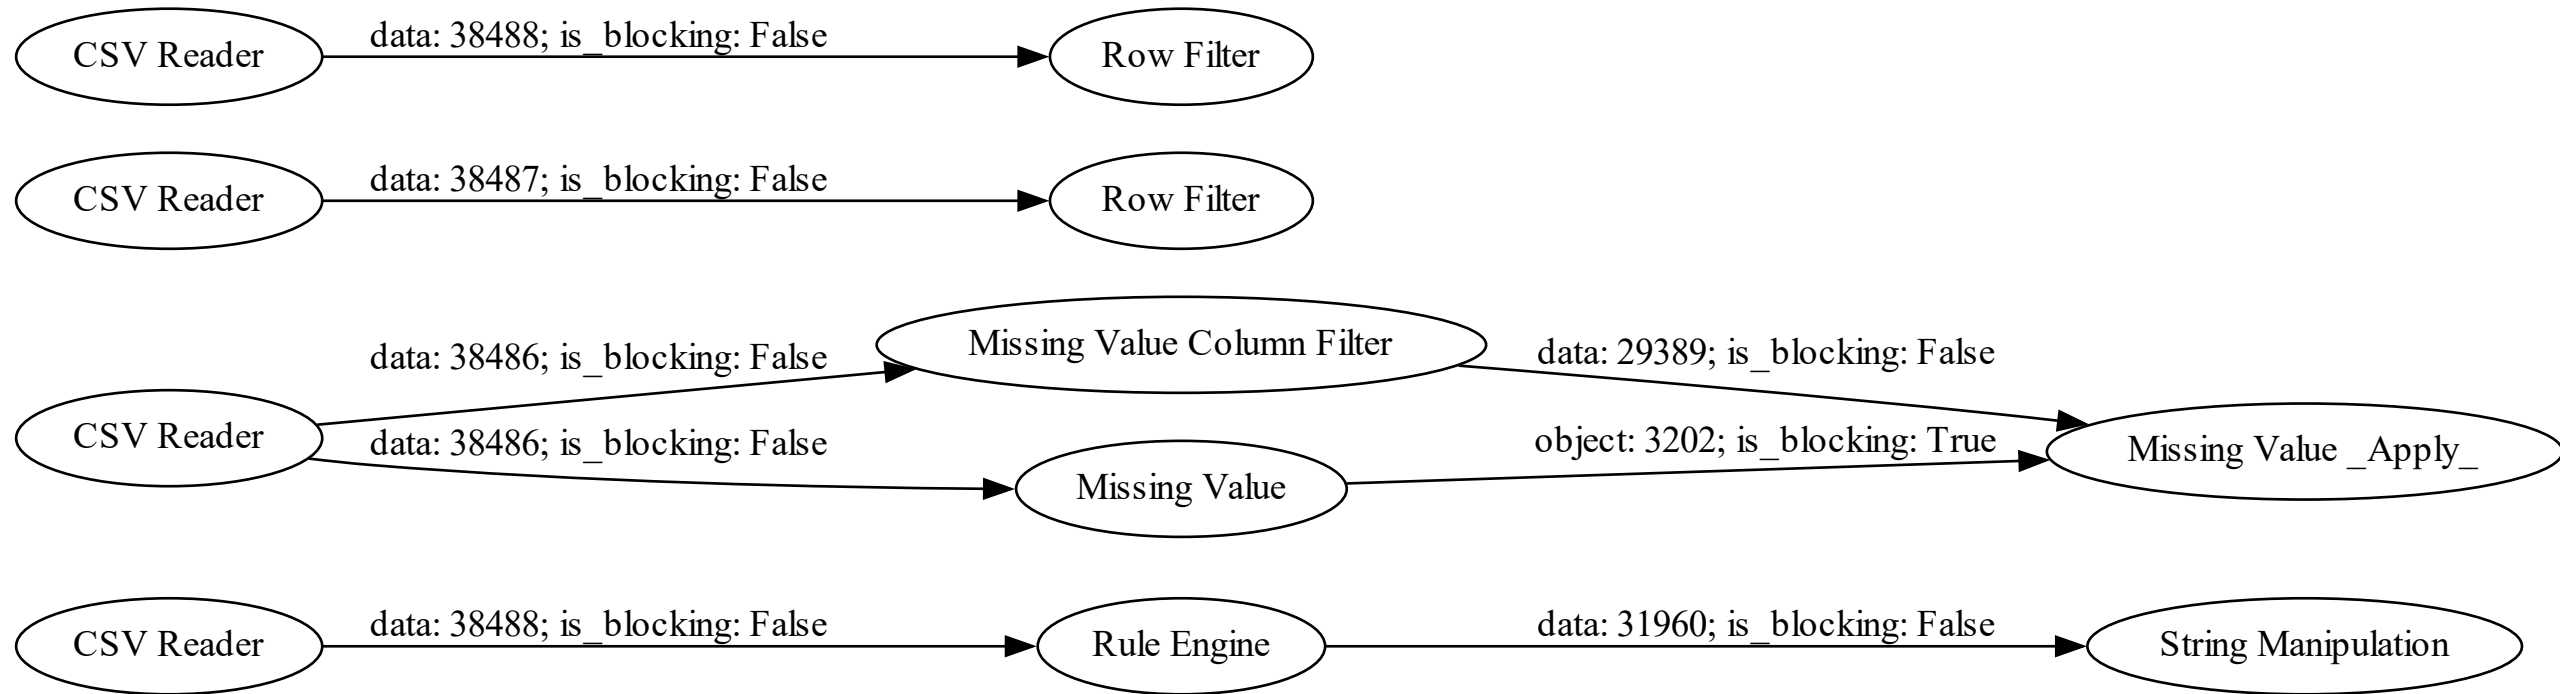 CSV Reader
data: 38488; is_blocking: False
Row Filter
CSV Reader
data: 38487; is_blocking: False
Row Filter
CSV Reader
data: 38486; is_blocking: False
Missing Value Column Filter
data: 29389; is_blocking: False
data: 38486; is_blocking: False
Missing Value
object: 3202; is_blocking: True
Missing Value _Apply_
CSV Reader
data: 38488; is_blocking: False
Rule Engine
data: 31960; is_blocking: False
String Manipulation